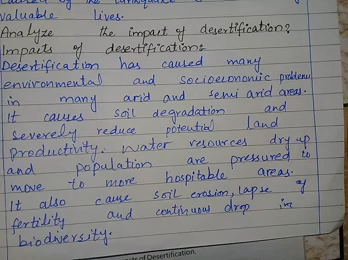 valuable lives.
Analyze the impact of desertification?
Impacts of desertification:
Desertification has caused many
environmental and socioeconomic problems
in many arid and semi arid areas.
It causes soil degradation and
severely reduce potential land
productivity. Water resources dry up
and population are pressured to
move to more hospitable areas.
It also cause soil erosion, lapse of
fertility and continuous drop in
biodiversity.
of Desertification.